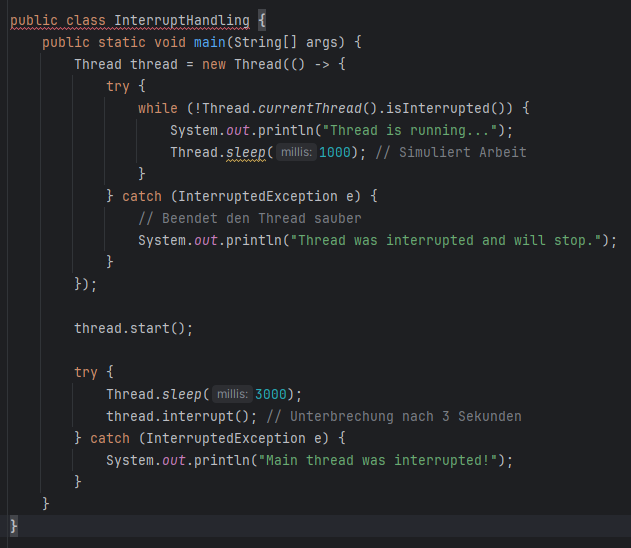 public class InterruptHandling {
    public static void main(String[] args) {
        Thread thread = new Thread(() -> {
            try {
                while (!Thread.currentThread().isInterrupted()) {
                    System.out.println("Thread is running...");
                    Thread.sleep( millis: 1000); // Simuliert Arbeit
                }
            } catch (InterruptedException e) {
                // Beendet den Thread sauber
                System.out.println("Thread was interrupted and will stop.");
            }
        });

        thread.start();

        try {
            Thread.sleep( millis: 3000);
            thread.interrupt(); // Unterbrechung nach 3 Sekunden
        } catch (InterruptedException e) {
            System.out.println("Main thread was interrupted!");
        }
    }
}